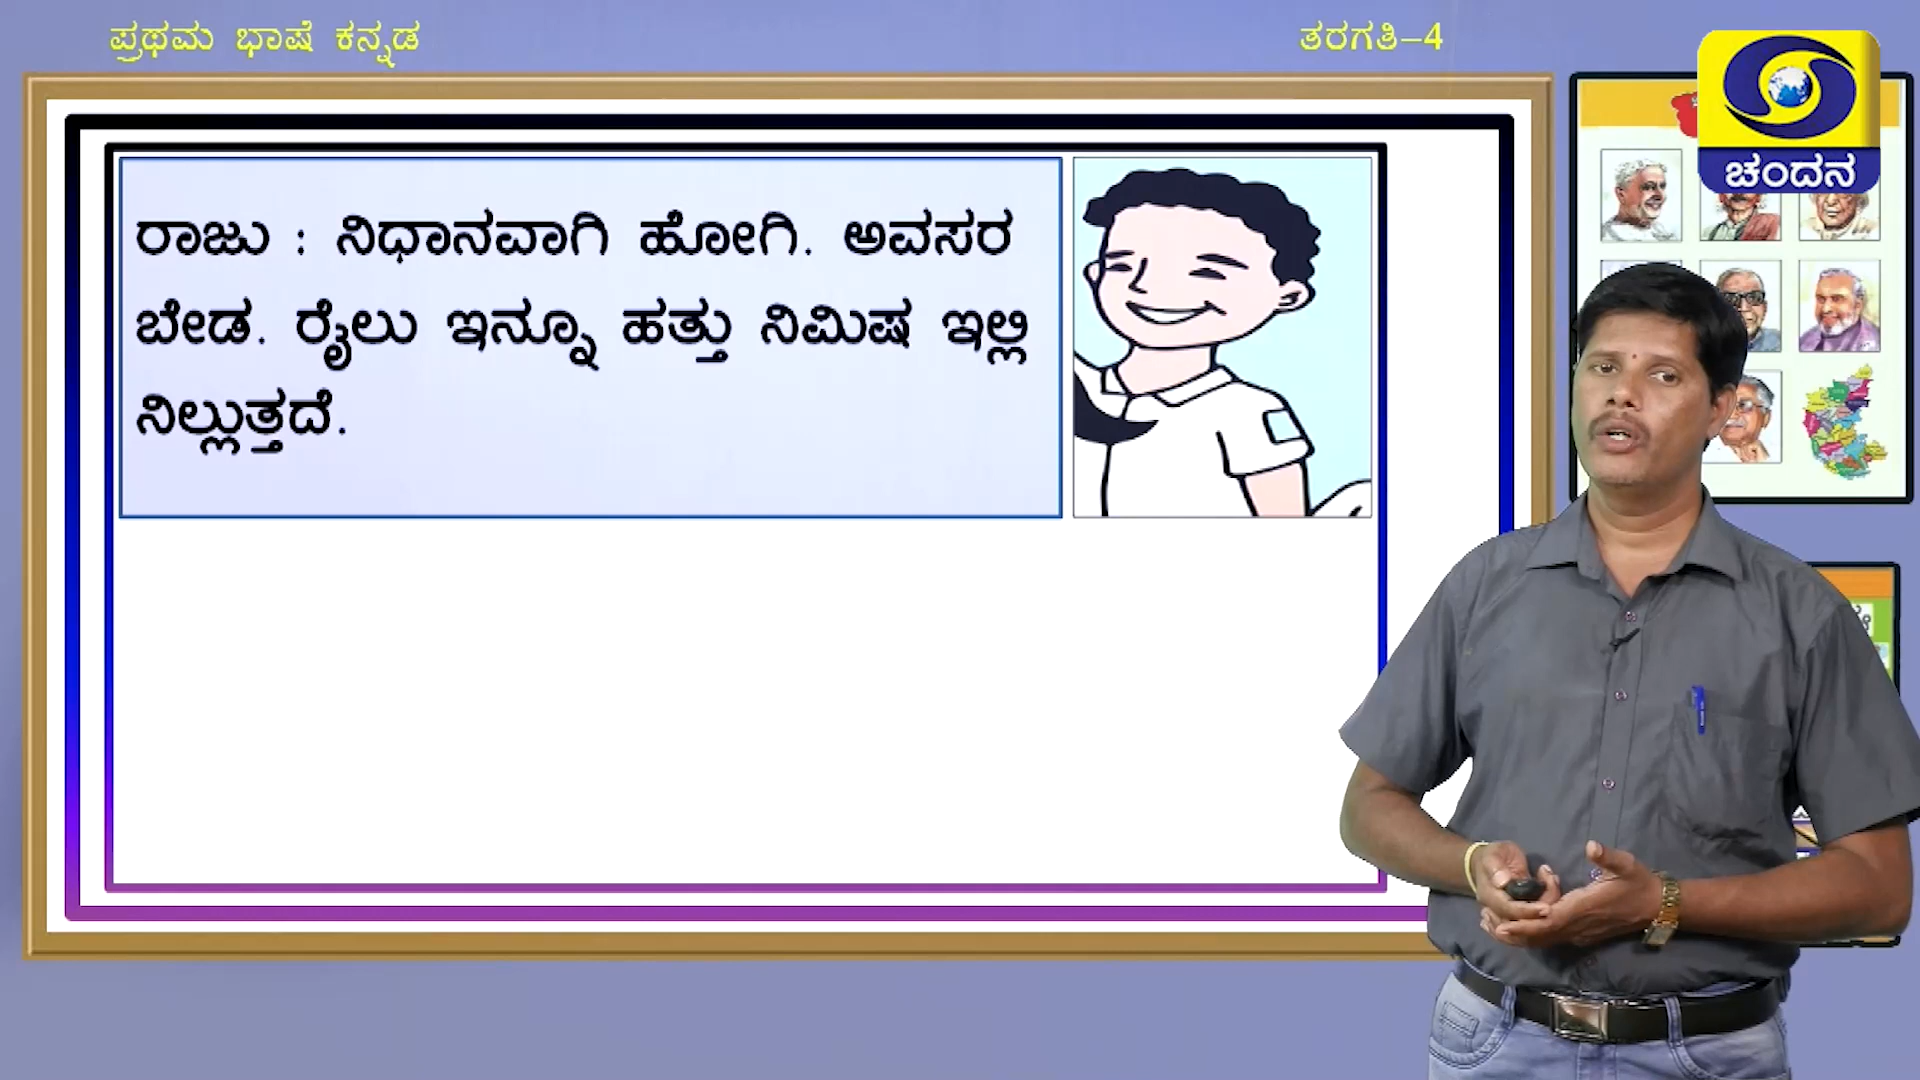 ಪ್ರಥಮ ಭಾಷೆ ಕನ್ನಡ
ತರಗತಿ-4
ಚಂದನ
ರಾಜು : ನಿಧಾನವಾಗಿ ಹೋಗಿ. ಅವಸರ
ಬೇಡ. ರೈಲು ಇನ್ನೂ ಹತ್ತು ನಿಮಿಷ ಇಲ್ಲಿ
ನಿಲ್ಲುತ್ತದೆ.